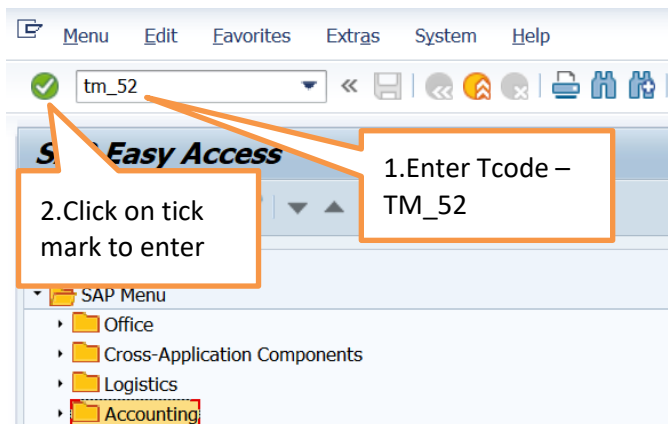 Menu Edit Favorites Extras System Help
tm_52
Easy Access
1.Enter Tcode –
TM_52
2.Click on tick
mark to enter
SAP Menu
Office
Cross-Application Components
Logistics
Accounting